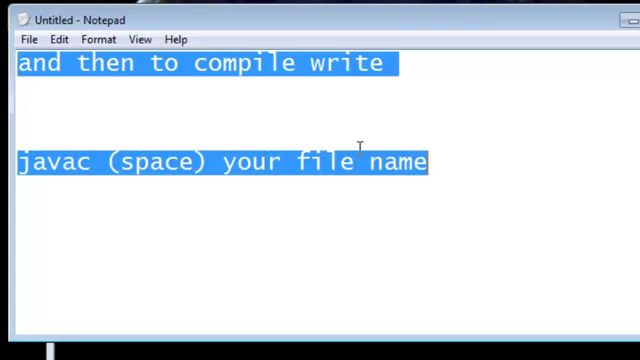 Untitled - Notepad
File Edit Format View Help
and then to compile write
javac (space) your file name